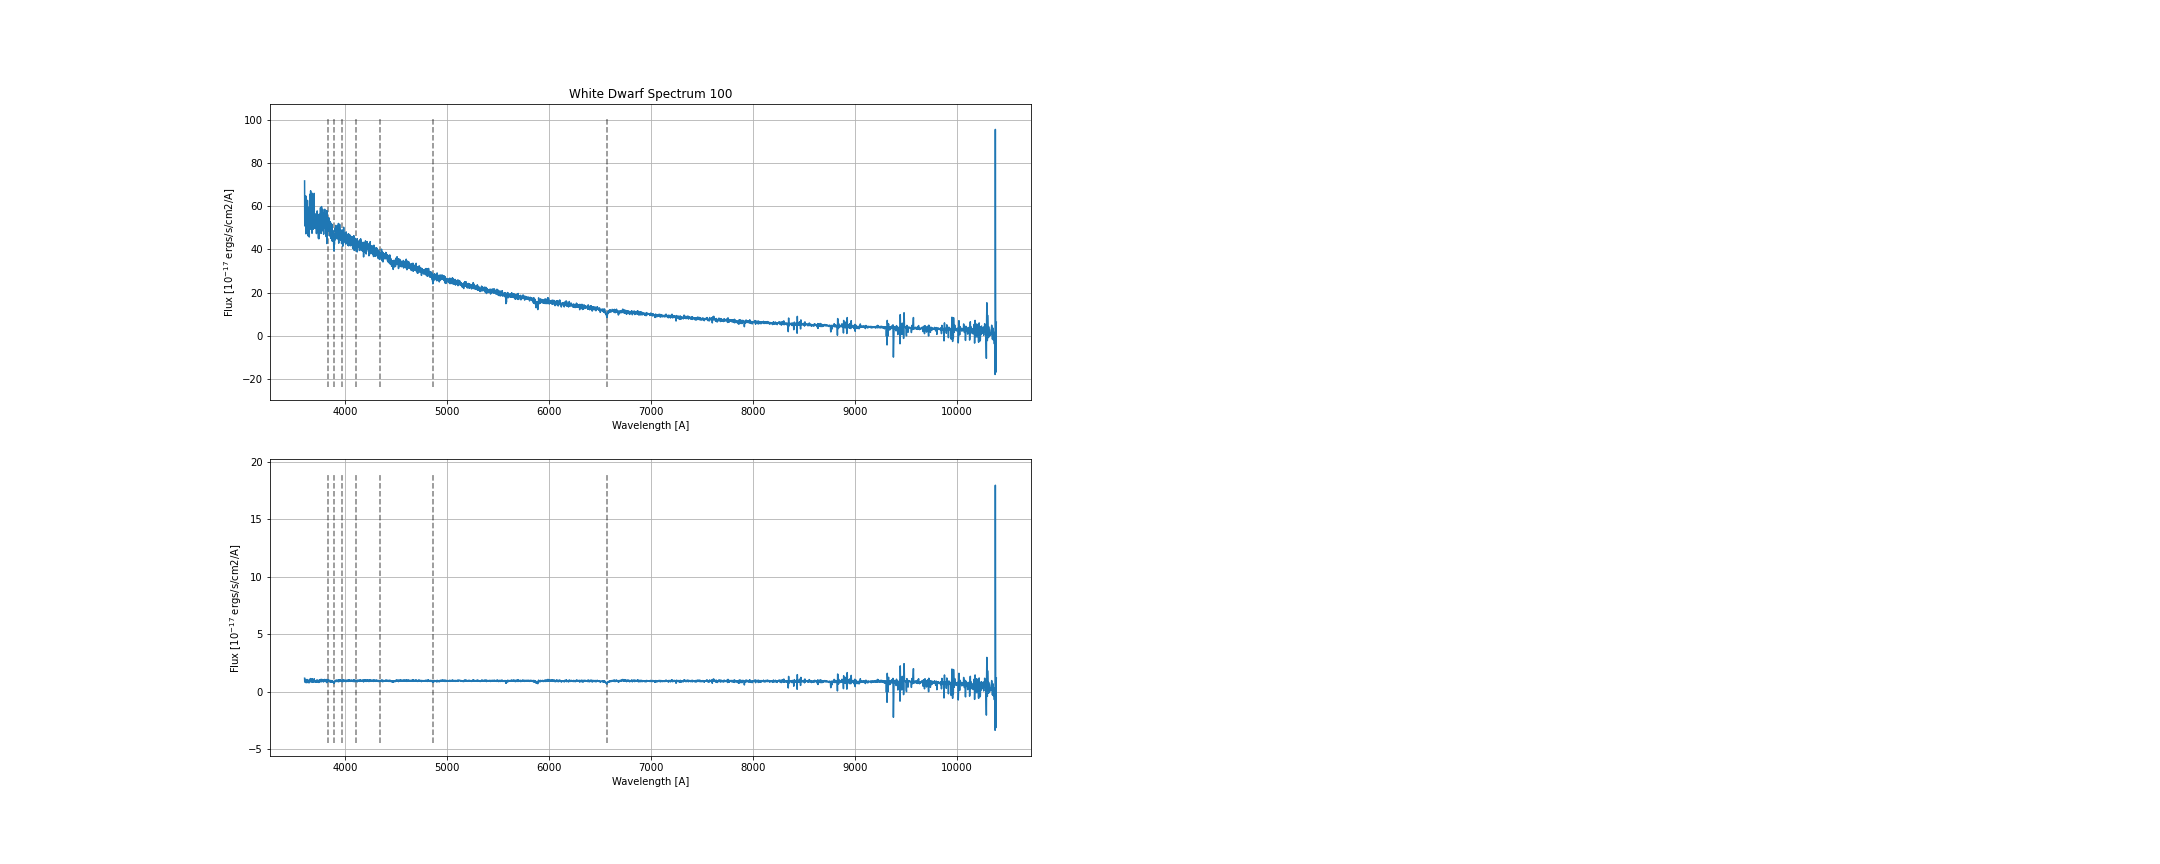 White Dwarf Spectrum 100
100
80
60
40
20
0
−20
Flux [10⁻¹⁷ ergs/s/cm2/A]
4000 5000 6000 7000 8000 9000 10000
Wavelength [A]
20
15
10
5
0
−5
Flux [10⁻¹⁷ ergs/s/cm2/A]
4000 5000 6000 7000 8000 9000 10000
Wavelength [A]